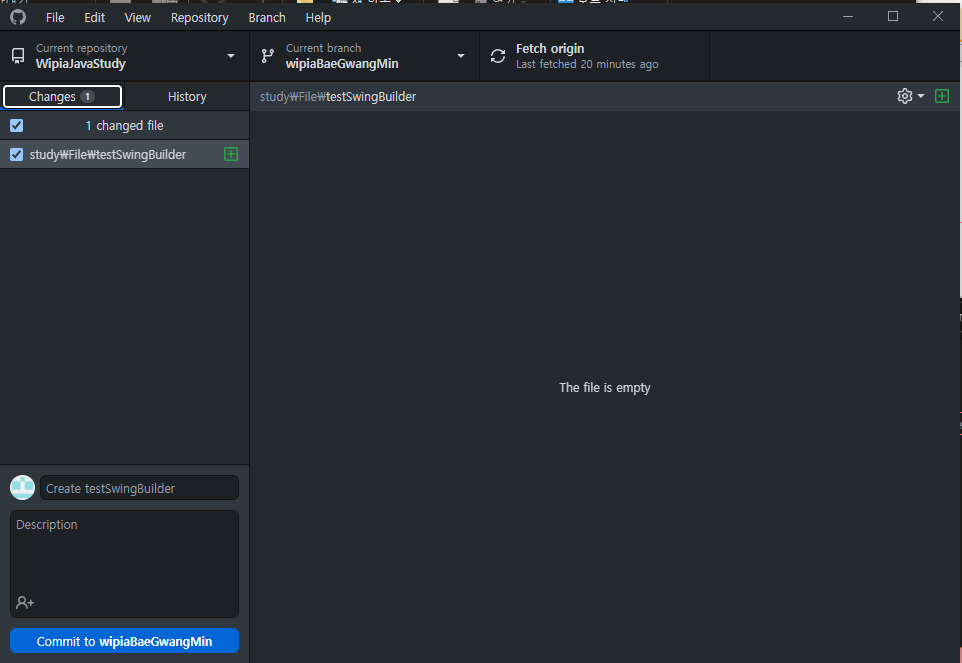 File Edit View Repository Branch Help
Current repository
WipiaJavaStudy
Current branch
wipiaBaeGwangMin
Fetch origin
Last fetched 20 minutes ago
Changes 1 History
study₩File₩testSwingBuilder
1 changed file
study₩File₩testSwingBuilder
The file is empty
Create testSwingBuilder
Description
Commit to wipiaBaeGwangMin